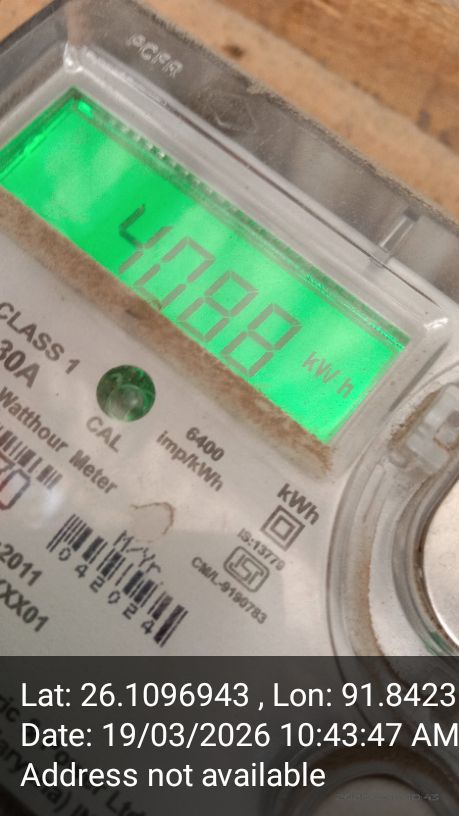 4088 kWh
CLASS 1
30A
Watthour Meter
CAL
6400
imp/kWh
kWh
IS:13779
CM/L-9190783
M/Yr
042024
2011
XXX01
Lat: 26.1096943 , Lon: 91.8423
Date: 19/03/2026 10:43:47 AM
Address not available